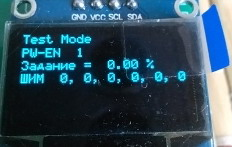 GND VCC SCL SDA
Test Mode
PW-EN 1
Задание = 0.00 %
ШИМ 0, 0, 0, 0, 0, 0